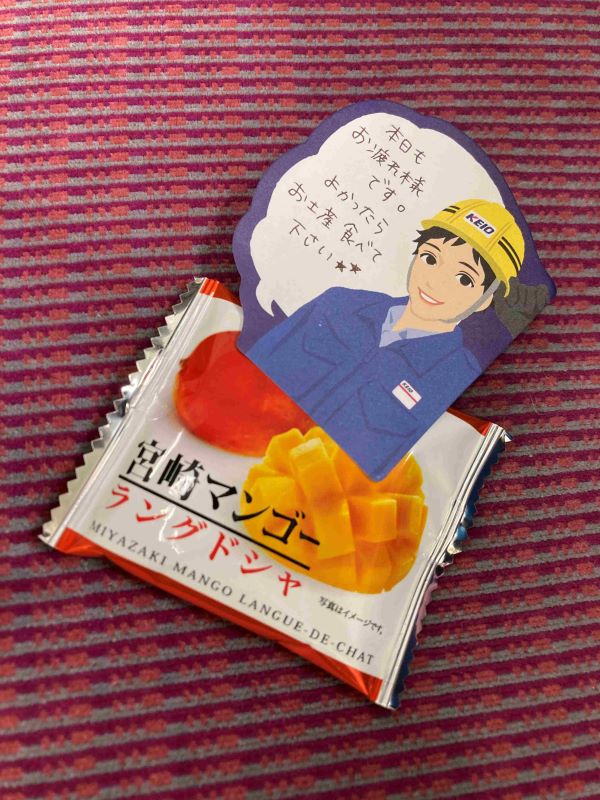 本日も
お疲れ様
です。
よかったら
お土産 食べて
下さい★★
KEIO
KEIO
宮崎マンゴー
ラングドシャ
MIYAZAKI MANGO LANGUE-DE-CHAT
写真はイメージです。